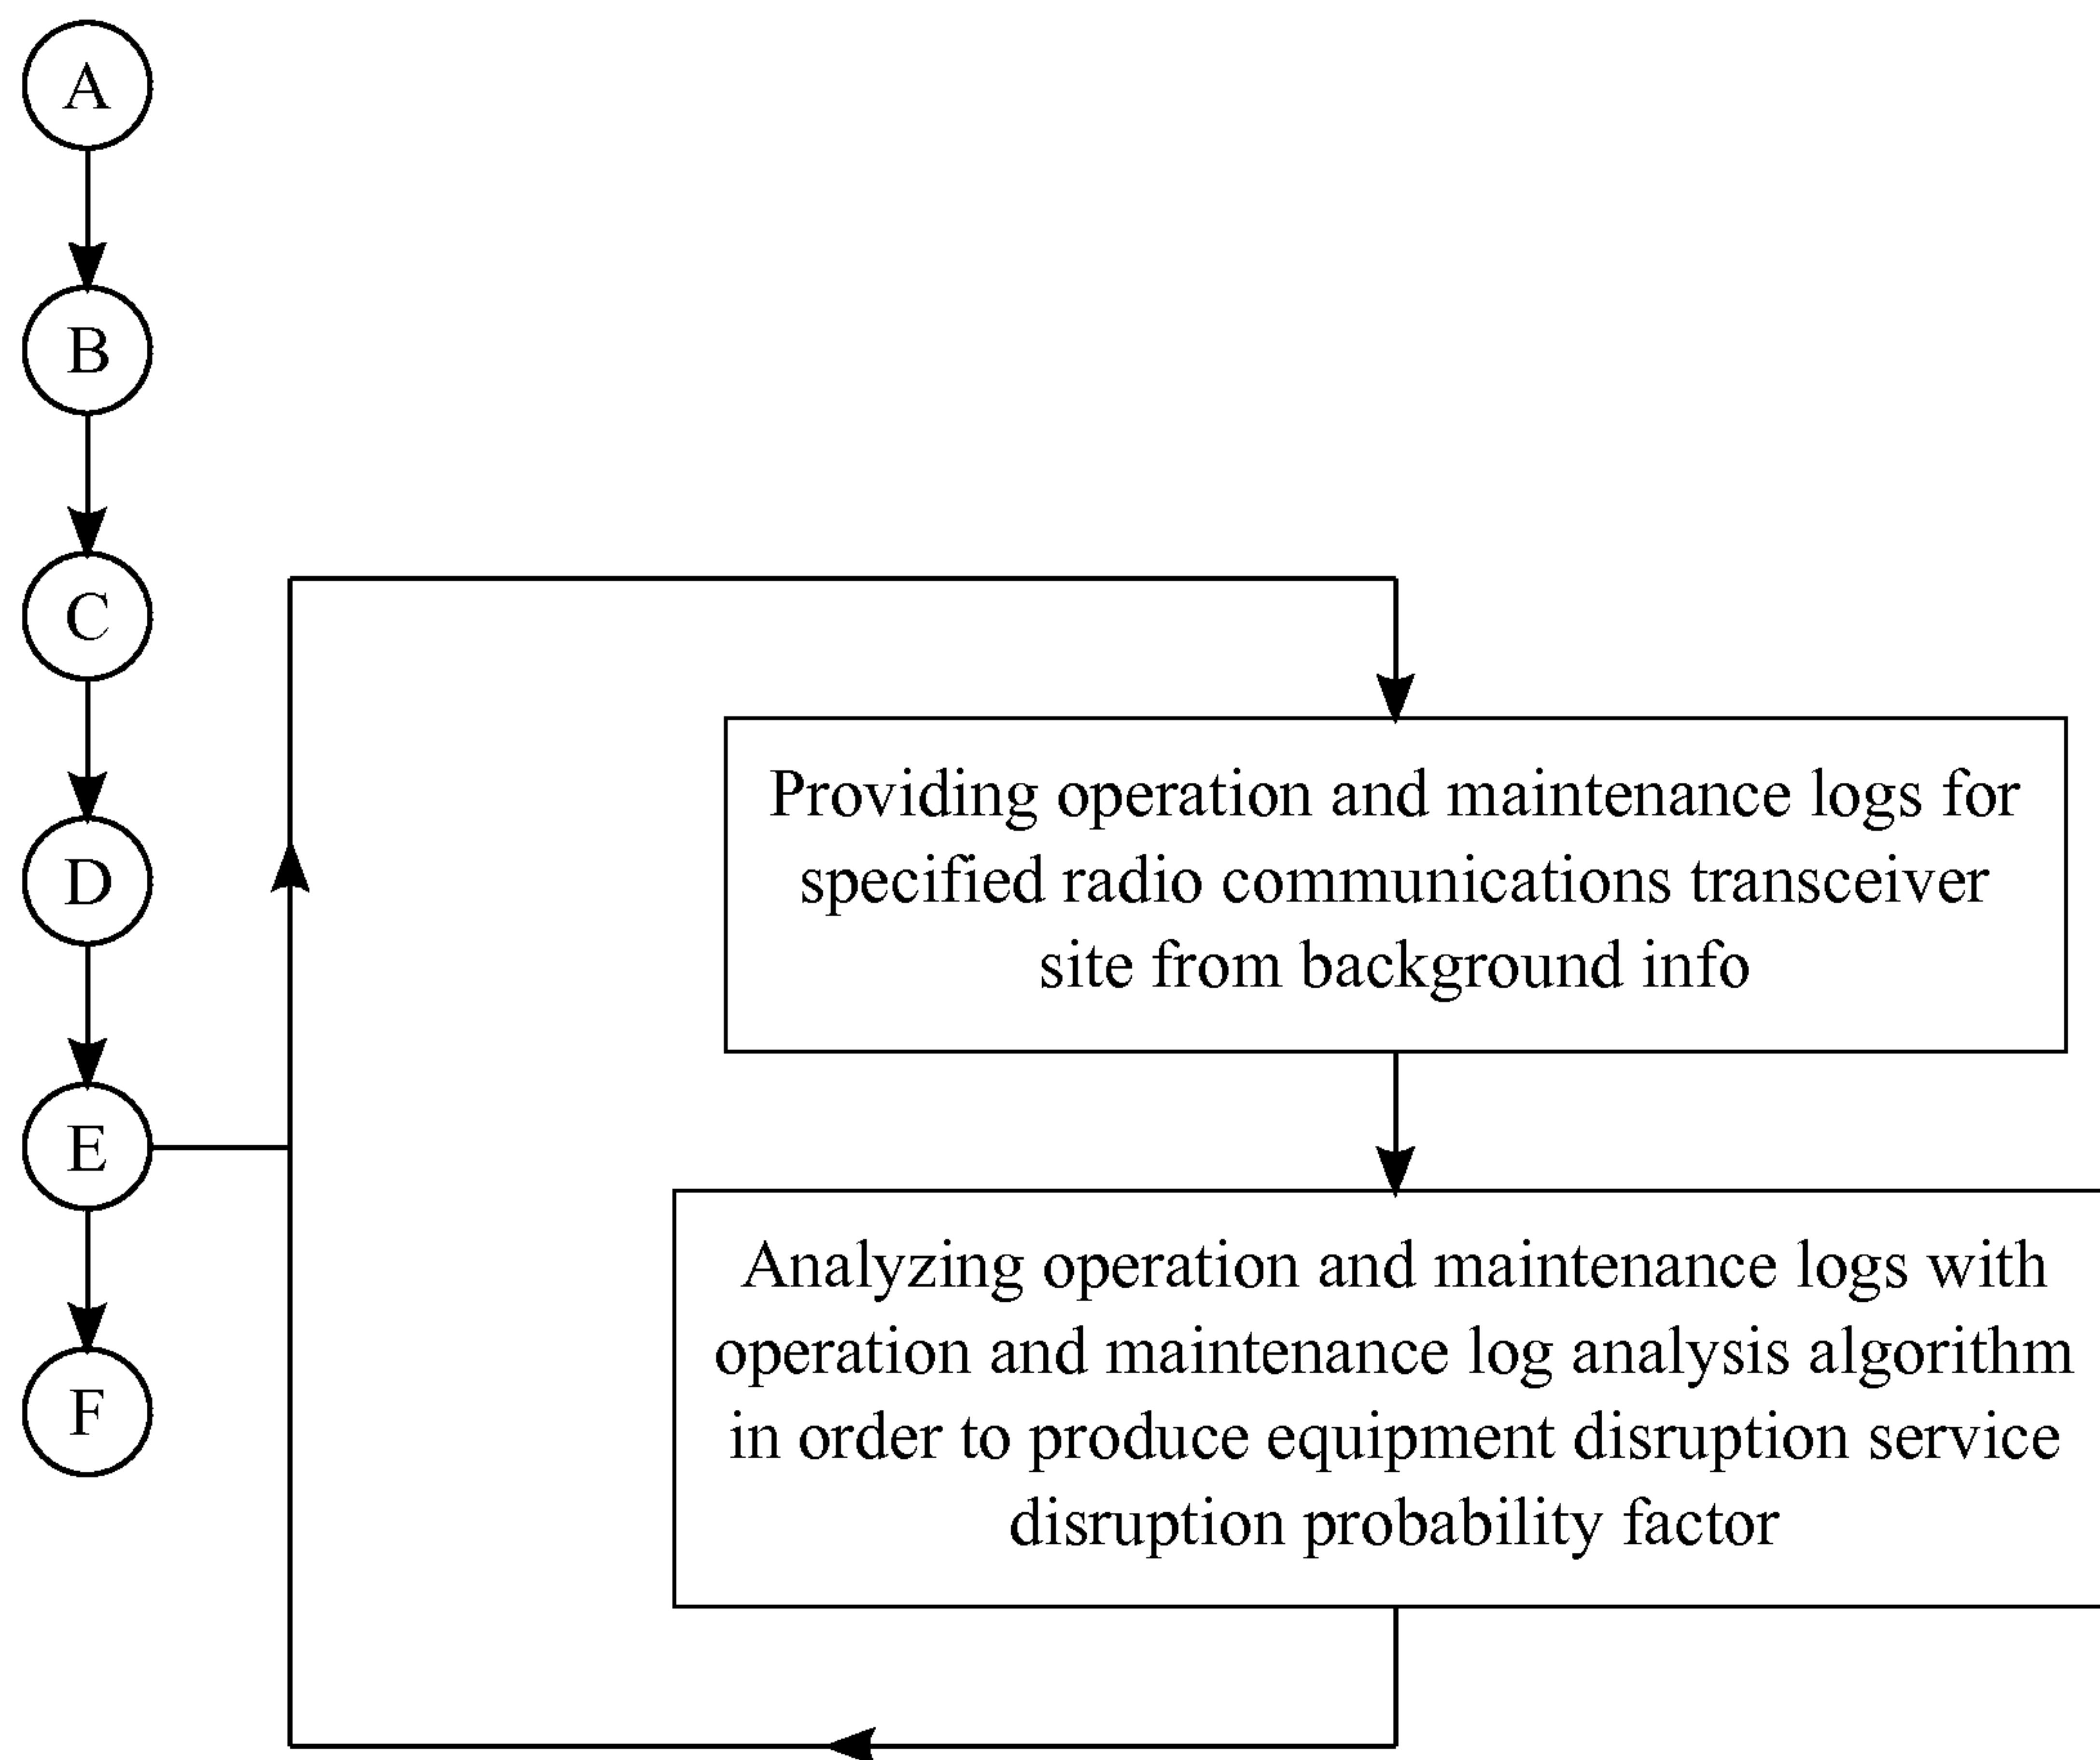 A
B
C
D
E
F
Providing operation and maintenance logs for
specified radio communications transceiver
site from background info
Analyzing operation and maintenance logs with
operation and maintenance log analysis algorithm
in order to produce equipment disruption service
disruption probability factor